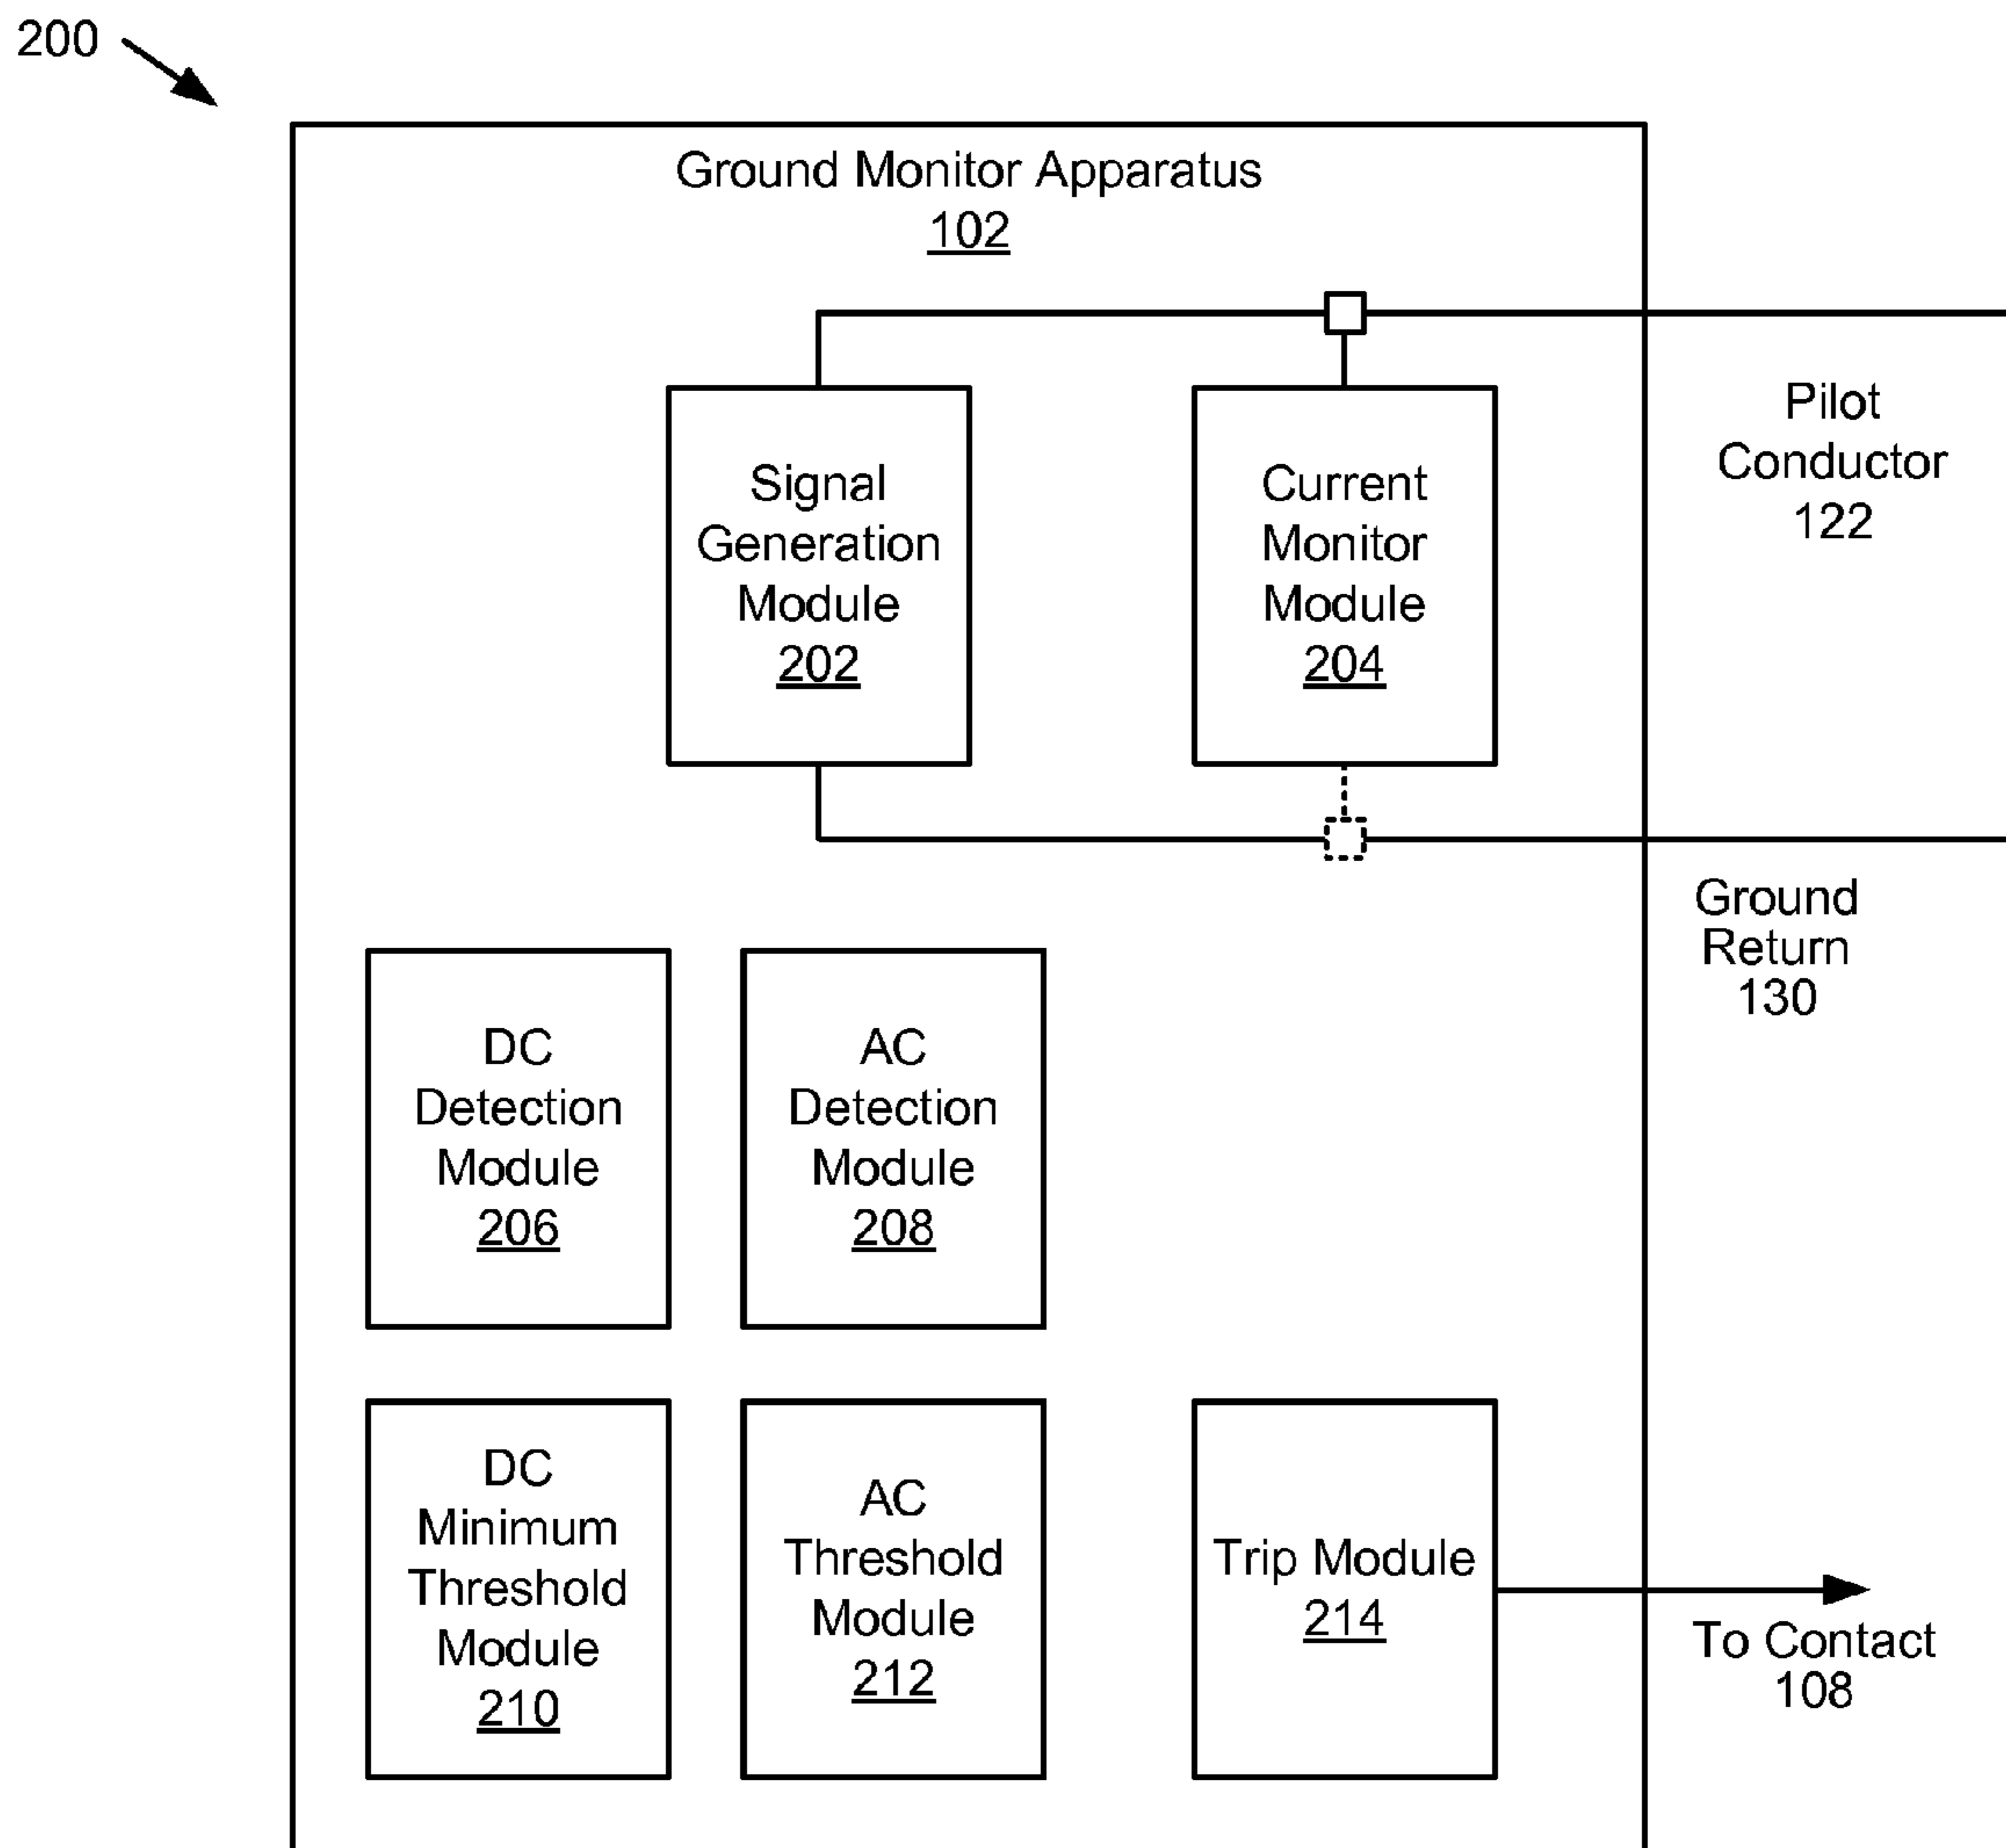 200
Ground Monitor Apparatus
102
Signal
Generation
Module
202
Current
Monitor
Module
204
Pilot
Conductor
122
Ground
Return
130
DC
Detection
Module
206
AC
Detection
Module
208
DC
Minimum
Threshold
Module
210
AC
Threshold
Module
212
Trip Module
214
To Contact
108